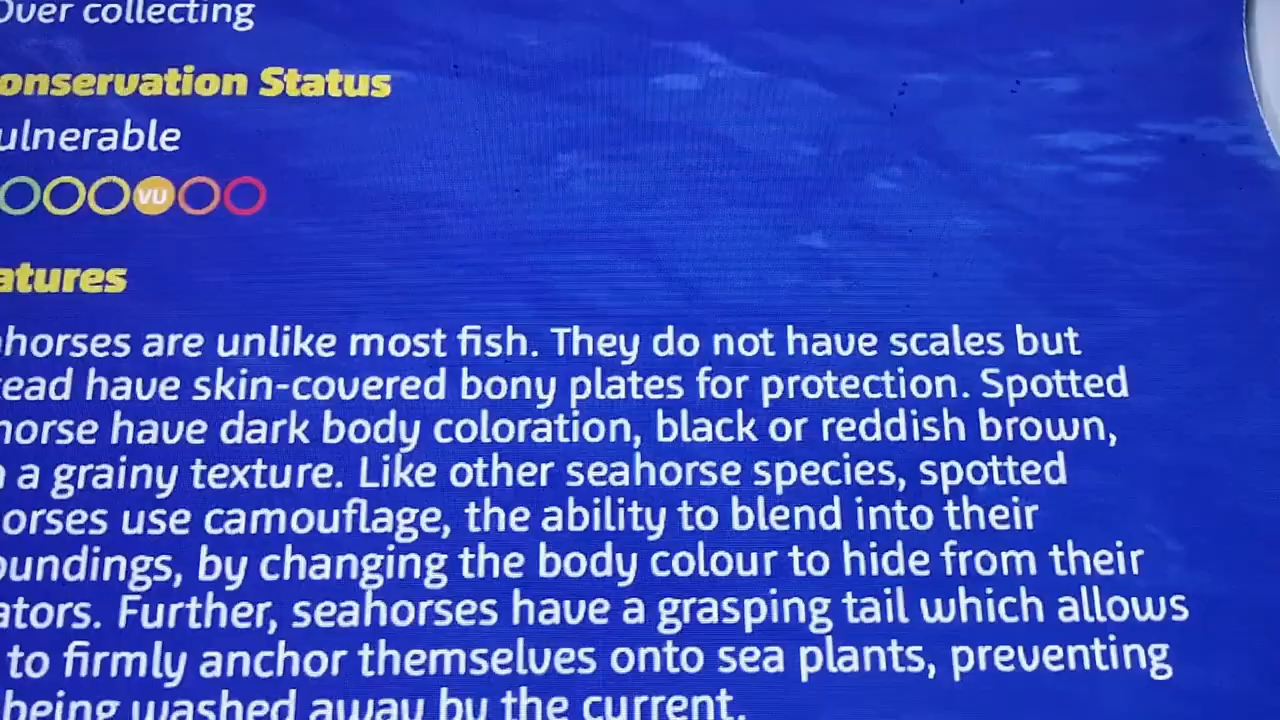 Over collecting
onservation Status
ulnerable
VU
atures
horses are unlike most fish. They do not have scales but
ead have skin-covered bony plates for protection. Spotted
horse have dark body coloration, black or reddish brown,
a grainy texture. Like other seahorse species, spotted
orses use camouflage, the ability to blend into their
oundings, by changing the body colour to hide from their
ators. Further, seahorses have a grasping tail which allows
to firmly anchor themselves onto sea plants, preventing
being washed away by the current.